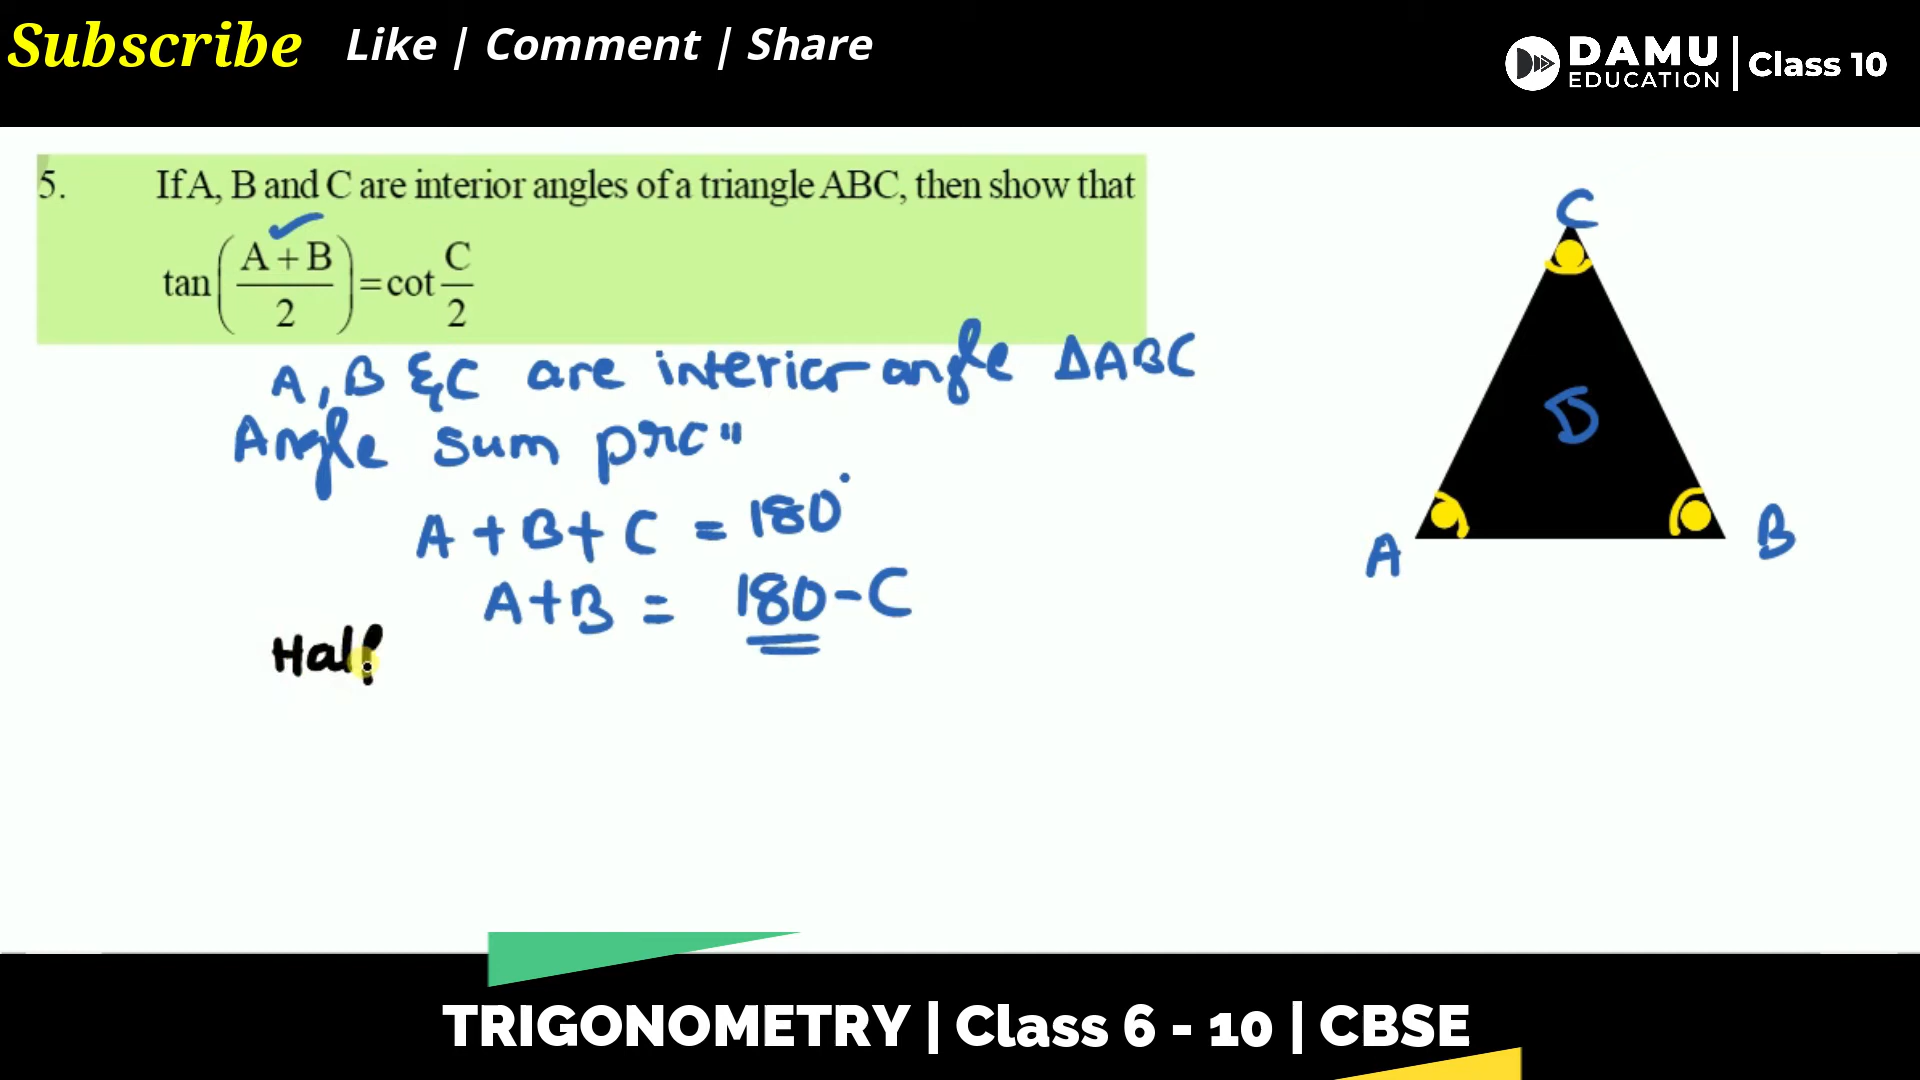 Subscribe Like | Comment | Share
DAMU EDUCATION | Class 10
5. If A, B and C are interior angles of a triangle ABC, then show that
tan((A + B)/2) = cot C/2
A, B & C are interior angle ΔABC
Angle sum pro"
A + B + C = 180°
A + B = 180 - C
Half
C
D
A
B
TRIGONOMETRY | Class 6 - 10 | CBSE